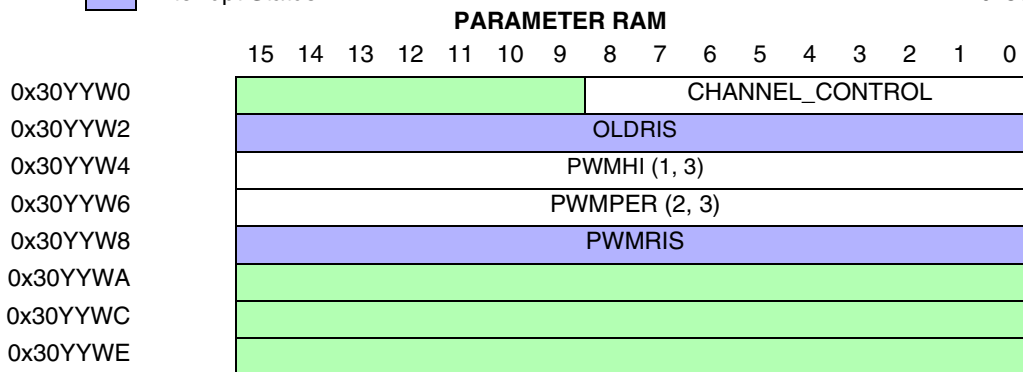 PARAMETER RAM
15 14 13 12 11 10 9 8 7 6 5 4 3 2 1 0
0x30YYW0 CHANNEL_CONTROL
0x30YYW2 OLDRIS
0x30YYW4 PWMHI (1, 3)
0x30YYW6 PWMPER (2, 3)
0x30YYW8 PWMRIS
0x30YYWA
0x30YYWC
0x30YYWE